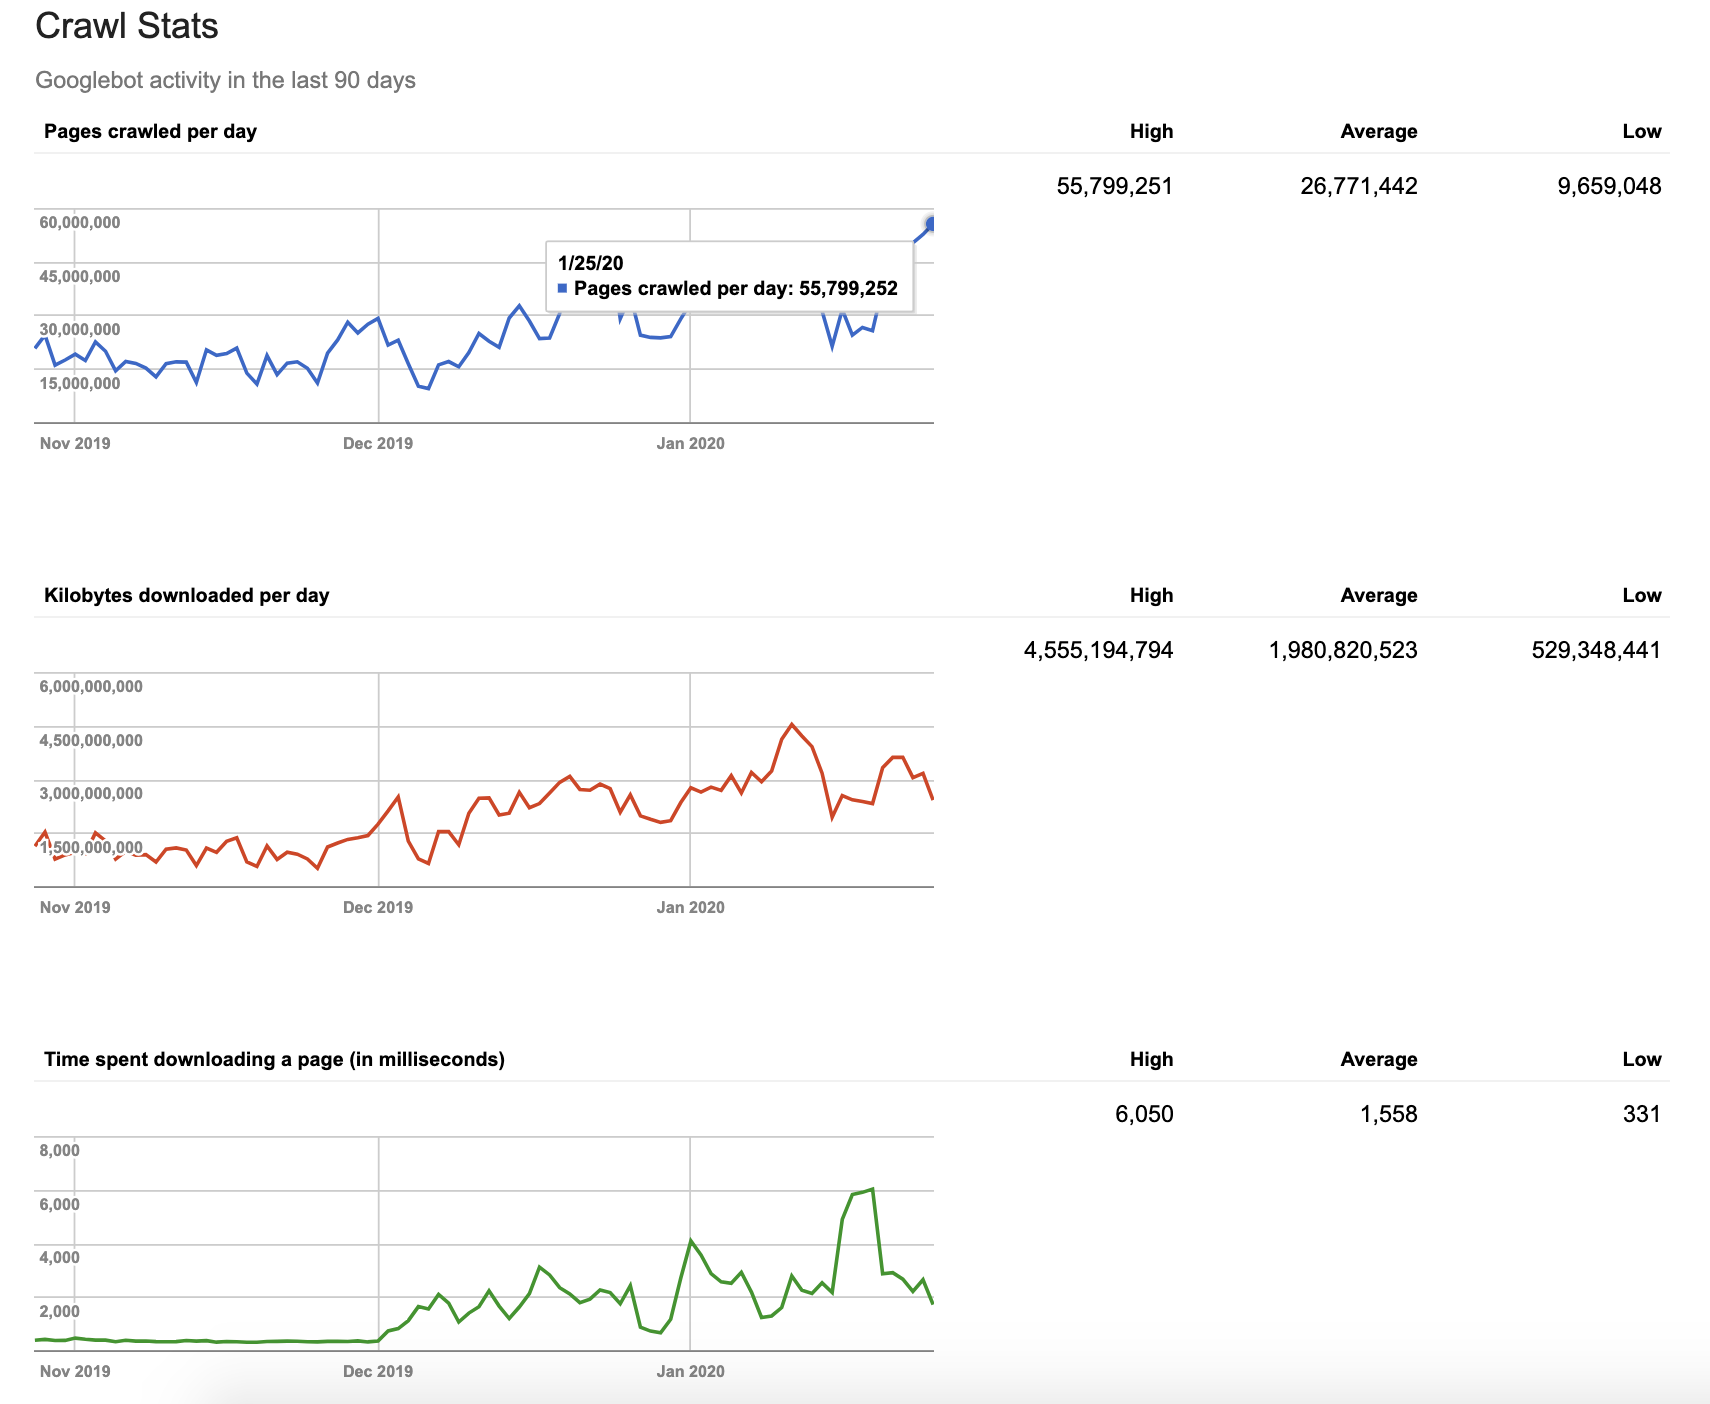 Crawl Stats
Googlebot activity in the last 90 days
Pages crawled per day High Average Low
55,799,251 26,771,442 9,659,048
60,000,000
45,000,000
30,000,000
15,000,000
1/25/20
Pages crawled per day: 55,799,252
Nov 2019 Dec 2019 Jan 2020
Kilobytes downloaded per day High Average Low
4,555,194,794 1,980,820,523 529,348,441
6,000,000,000
4,500,000,000
3,000,000,000
1,500,000,000
Nov 2019 Dec 2019 Jan 2020
Time spent downloading a page (in milliseconds) High Average Low
6,050 1,558 331
8,000
6,000
4,000
2,000
Nov 2019 Dec 2019 Jan 2020